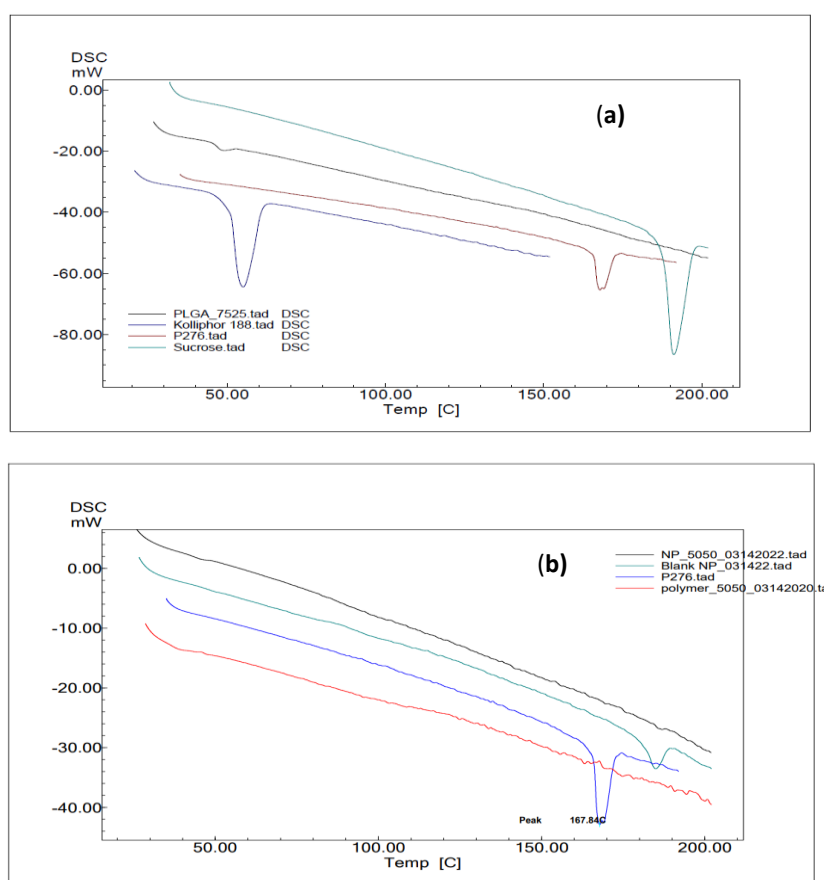 DSC
mW
(a)
0.00
-20.00
-40.00
-60.00
-80.00
PLGA_7525.tad DSC
Kolliphor 188.tad DSC
P276.tad DSC
Sucrose.tad DSC
50.00 100.00 150.00 200.00
Temp [C]
DSC
mW
(b)
NP_5050_03142022.tad
Blank NP_031422.tad
P276.tad
polymer_5050_03142020.ta
0.00
-10.00
-20.00
-30.00
-40.00
Peak 167.84C
50.00 100.00 150.00 200.00
Temp [C]